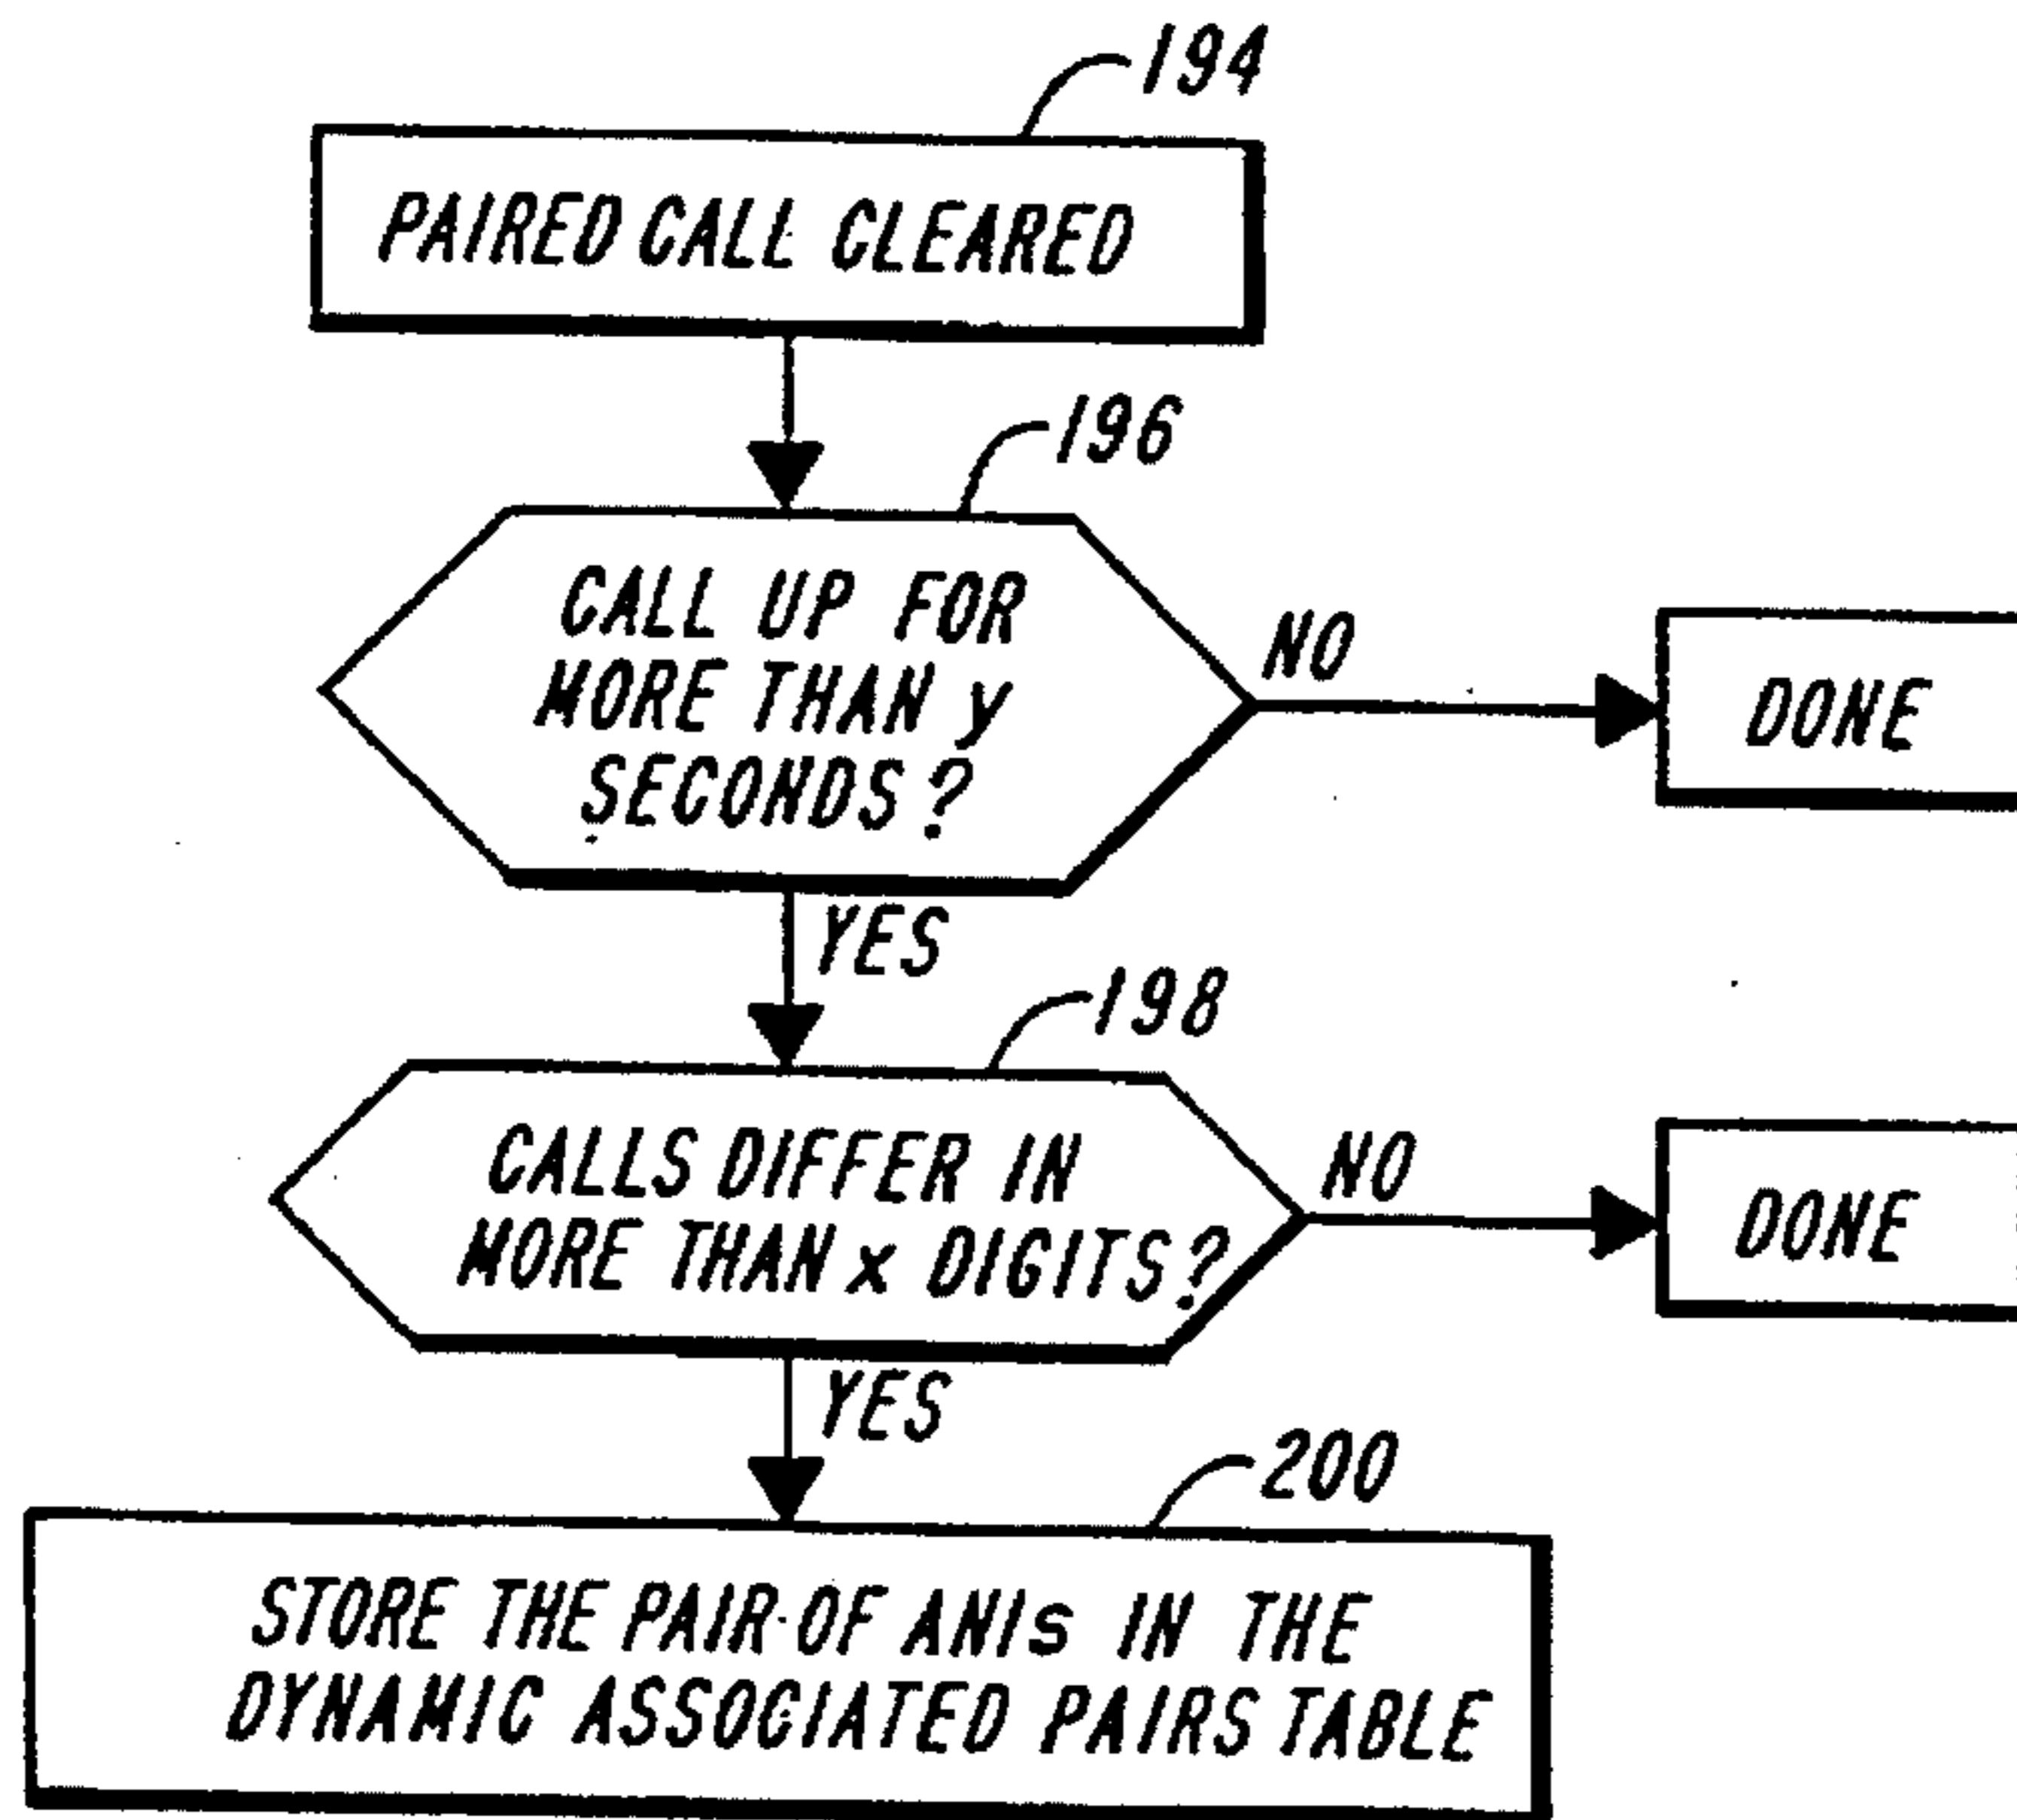 194
PAIRED CALL CLEARED
196
CALL UP FOR
MORE THAN y
SECONDS?
NO
DONE
YES
198
CALLS DIFFER IN
MORE THAN x DIGITS?
NO
DONE
YES
200
STORE THE PAIR OF ANIs IN THE
DYNAMIC ASSOCIATED PAIRS TABLE